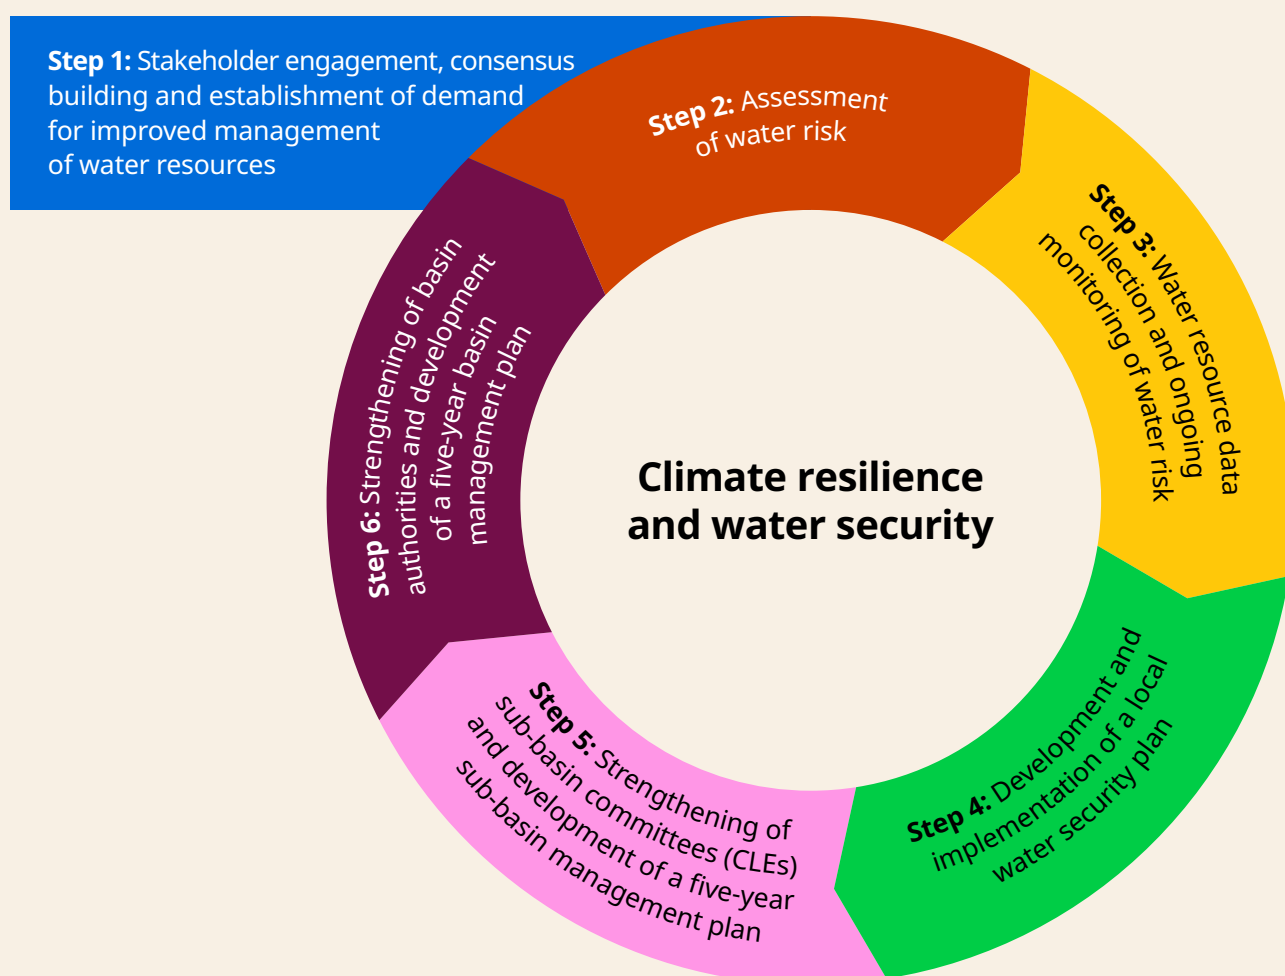 Step 1: Stakeholder engagement, consensus
building and establishment of demand
for improved management
of water resources
Step 2: Assessment
of water risk
Step 3: Water resource data
collection and ongoing
monitoring of water risk
Step 4: Development and
implementation of a local
water security plan
Step 5: Strengthening of
sub-basin committees (CLEs)
and development of a five-year
sub-basin management plan
Step 6: Strengthening of basin
authorities and development
of a five-year basin
management plan
Climate resilience
and water security